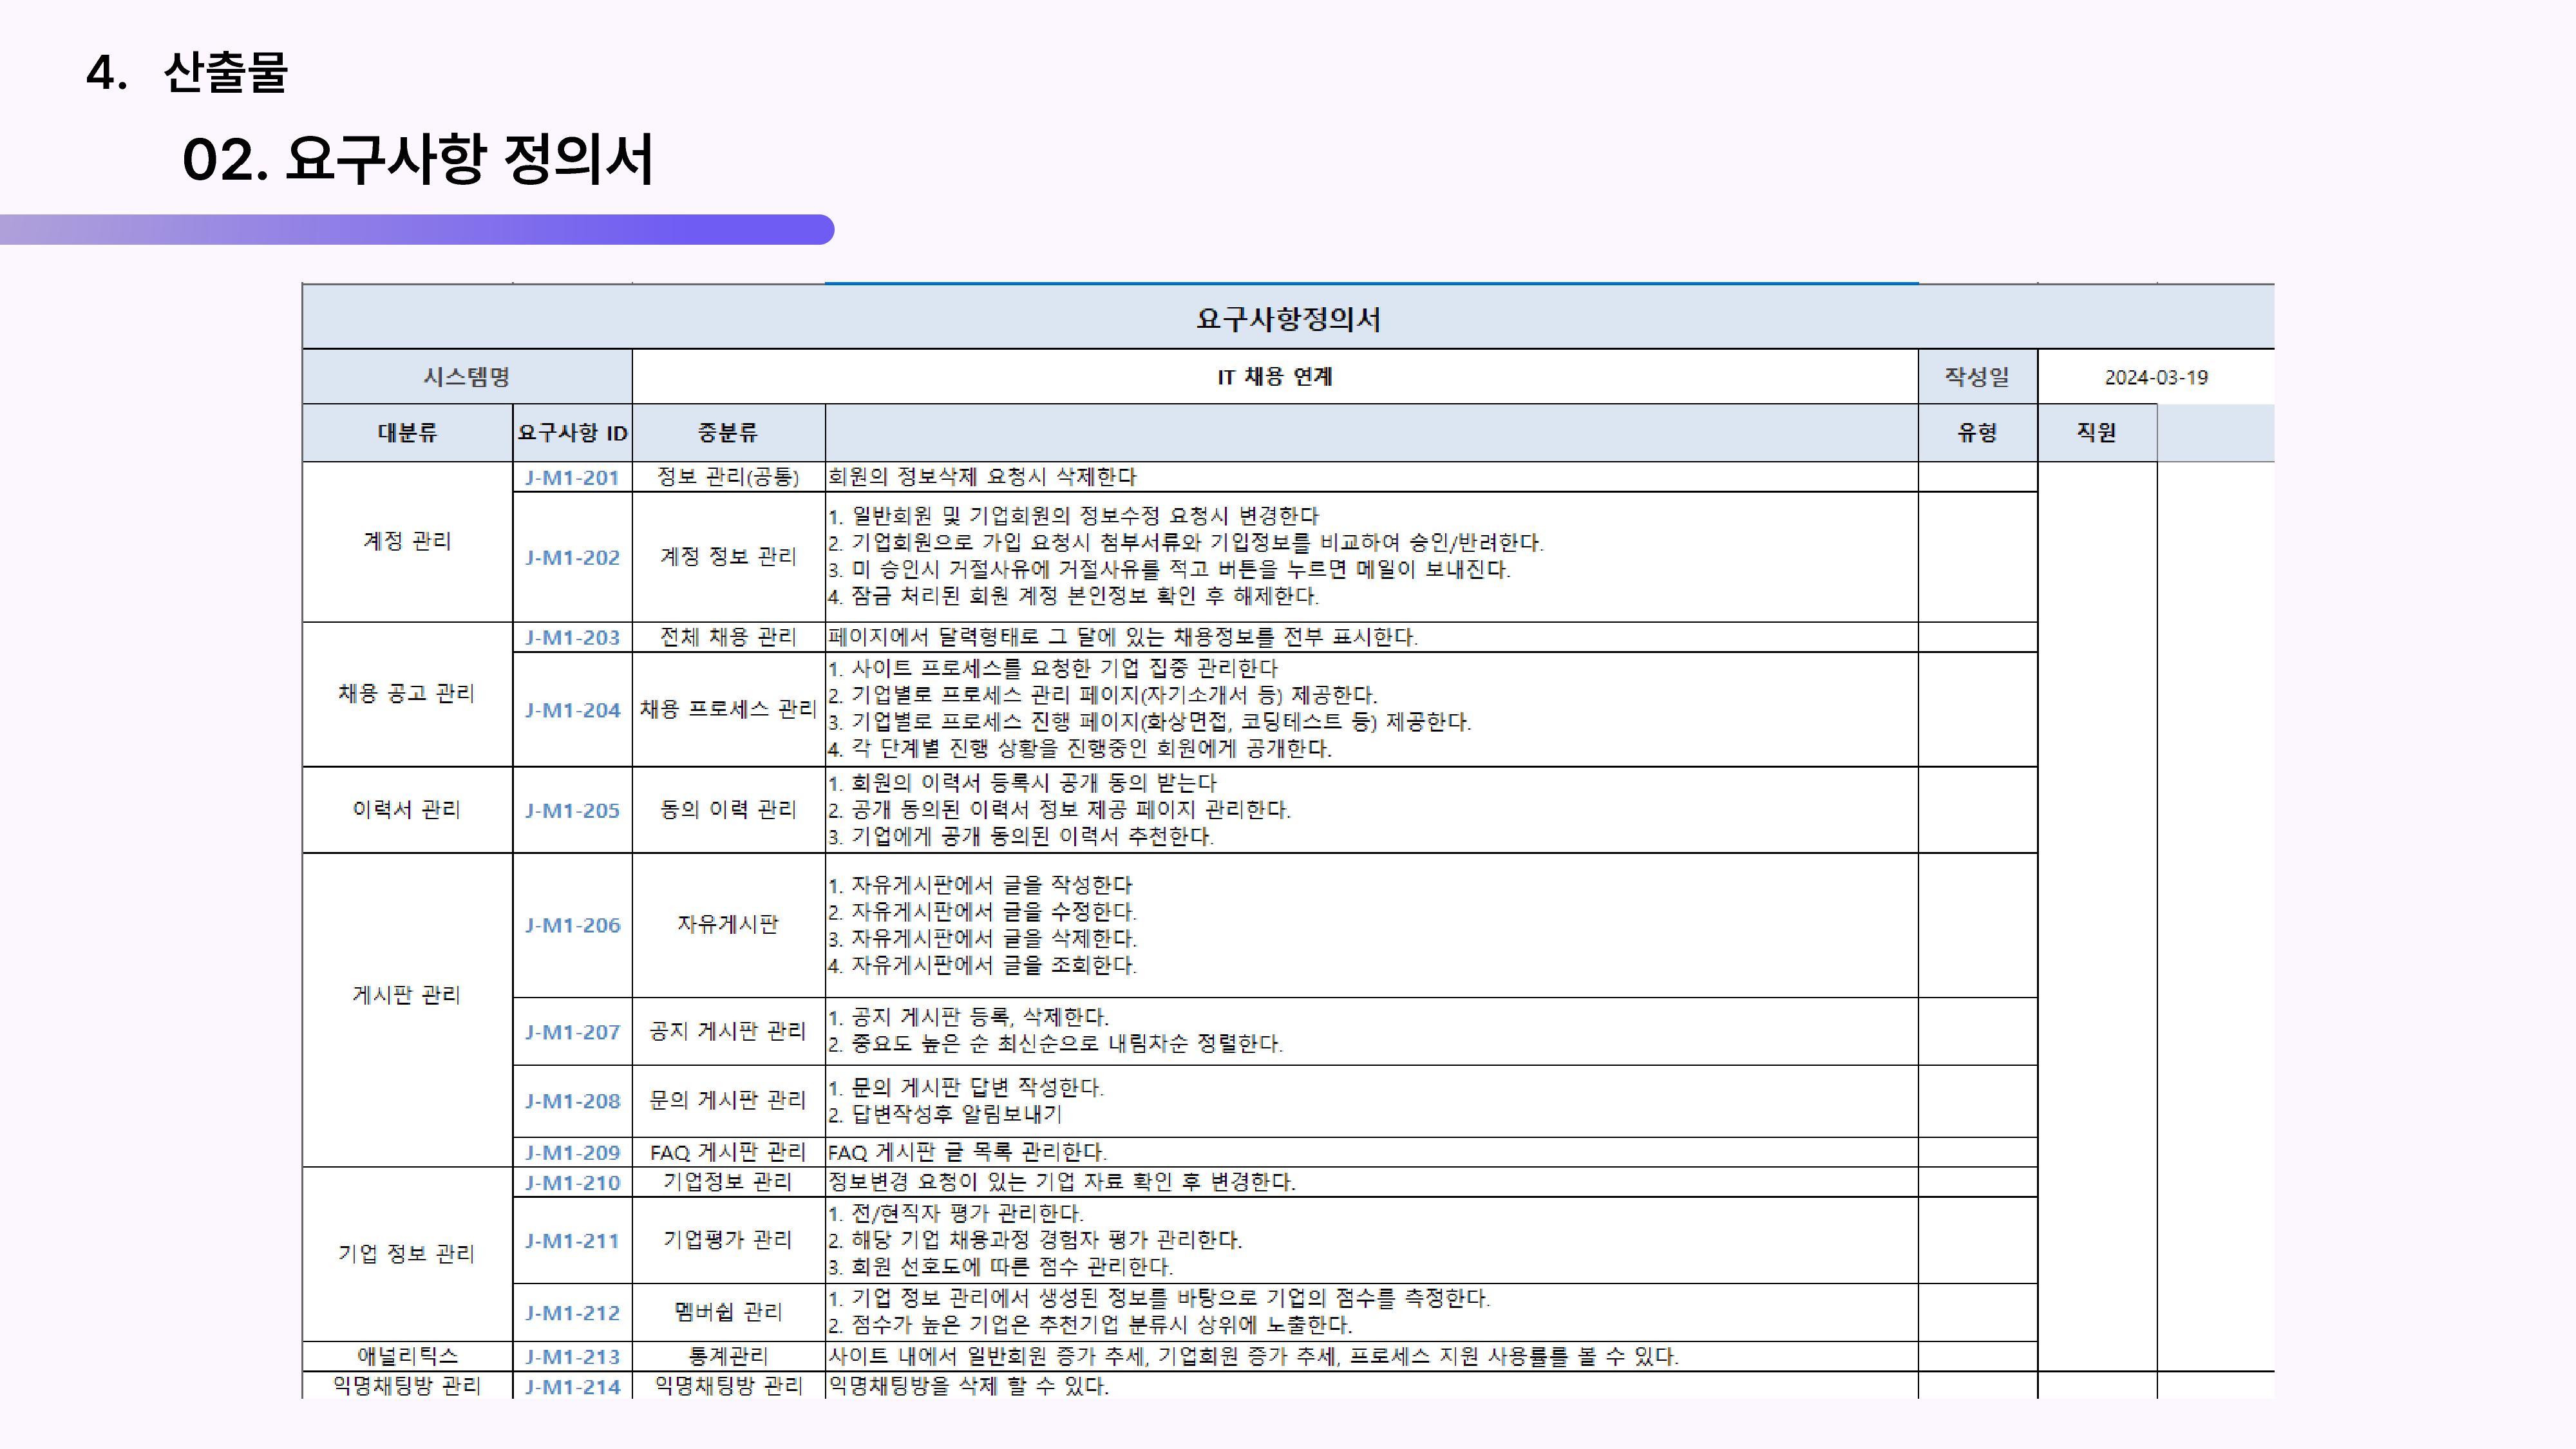 4. 산출물
02. 요구사항 정의서
요구사항정의서
시스템명 IT 채용 연계 작성일 2024-03-19
대분류 요구사항 ID 중분류 유형 직원
계정 관리
J-M1-201 정보 관리(공통) 회원의 정보삭제 요청시 삭제한다
J-M1-202 계정 정보 관리
1. 일반회원 및 기업회원의 정보수정 요청시 변경한다
2. 기업회원으로 가입 요청시 첨부서류와 기입정보를 비교하여 승인/반려한다.
3. 미 승인시 거절사유에 거절사유를 적고 버튼을 누르면 메일이 보내진다.
4. 잠금 처리된 회원 계정 본인정보 확인 후 해제한다.
채용 공고 관리
J-M1-203 전체 채용 관리 페이지에서 달력형태로 그 달에 있는 채용정보를 전부 표시한다.
J-M1-204 채용 프로세스 관리
1. 사이트 프로세스를 요청한 기업 집중 관리한다
2. 기업별로 프로세스 관리 페이지(자기소개서 등) 제공한다.
3. 기업별로 프로세스 진행 페이지(화상면접, 코딩테스트 등) 제공한다.
4. 각 단계별 진행 상황을 진행중인 회원에게 공개한다.
이력서 관리
J-M1-205 동의 이력 관리
1. 회원의 이력서 등록시 공개 동의 받는다
2. 공개 동의된 이력서 정보 제공 페이지 관리한다.
3. 기업에게 공개 동의된 이력서 추천한다.
게시판 관리
J-M1-206 자유게시판
1. 자유게시판에서 글을 작성한다
2. 자유게시판에서 글을 수정한다.
3. 자유게시판에서 글을 삭제한다.
4. 자유게시판에서 글을 조회한다.
J-M1-207 공지 게시판 관리
1. 공지 게시판 등록, 삭제한다.
2. 중요도 높은 순 최신순으로 내림차순 정렬한다.
J-M1-208 문의 게시판 관리
1. 문의 게시판 답변 작성한다.
2. 답변작성후 알림보내기
J-M1-209 FAQ 게시판 관리 FAQ 게시판 글 목록 관리한다.
기업 정보 관리
J-M1-210 기업정보 관리 정보변경 요청이 있는 기업 자료 확인 후 변경한다.
J-M1-211 기업평가 관리
1. 전/현직자 평가 관리한다.
2. 해당 기업 채용과정 경험자 평가 관리한다.
3. 회원 선호도에 따른 점수 관리한다.
J-M1-212 멤버쉽 관리
1. 기업 정보 관리에서 생성된 정보를 바탕으로 기업의 점수를 측정한다.
2. 점수가 높은 기업은 추천기업 분류시 상위에 노출한다.
애널리틱스 J-M1-213 통계관리 사이트 내에서 일반회원 증가 추세, 기업회원 증가 추세, 프로세스 지원 사용률를 볼 수 있다.
익명채팅방 관리 J-M1-214 익명채팅방 관리 익명채팅방을 삭제 할 수 있다.